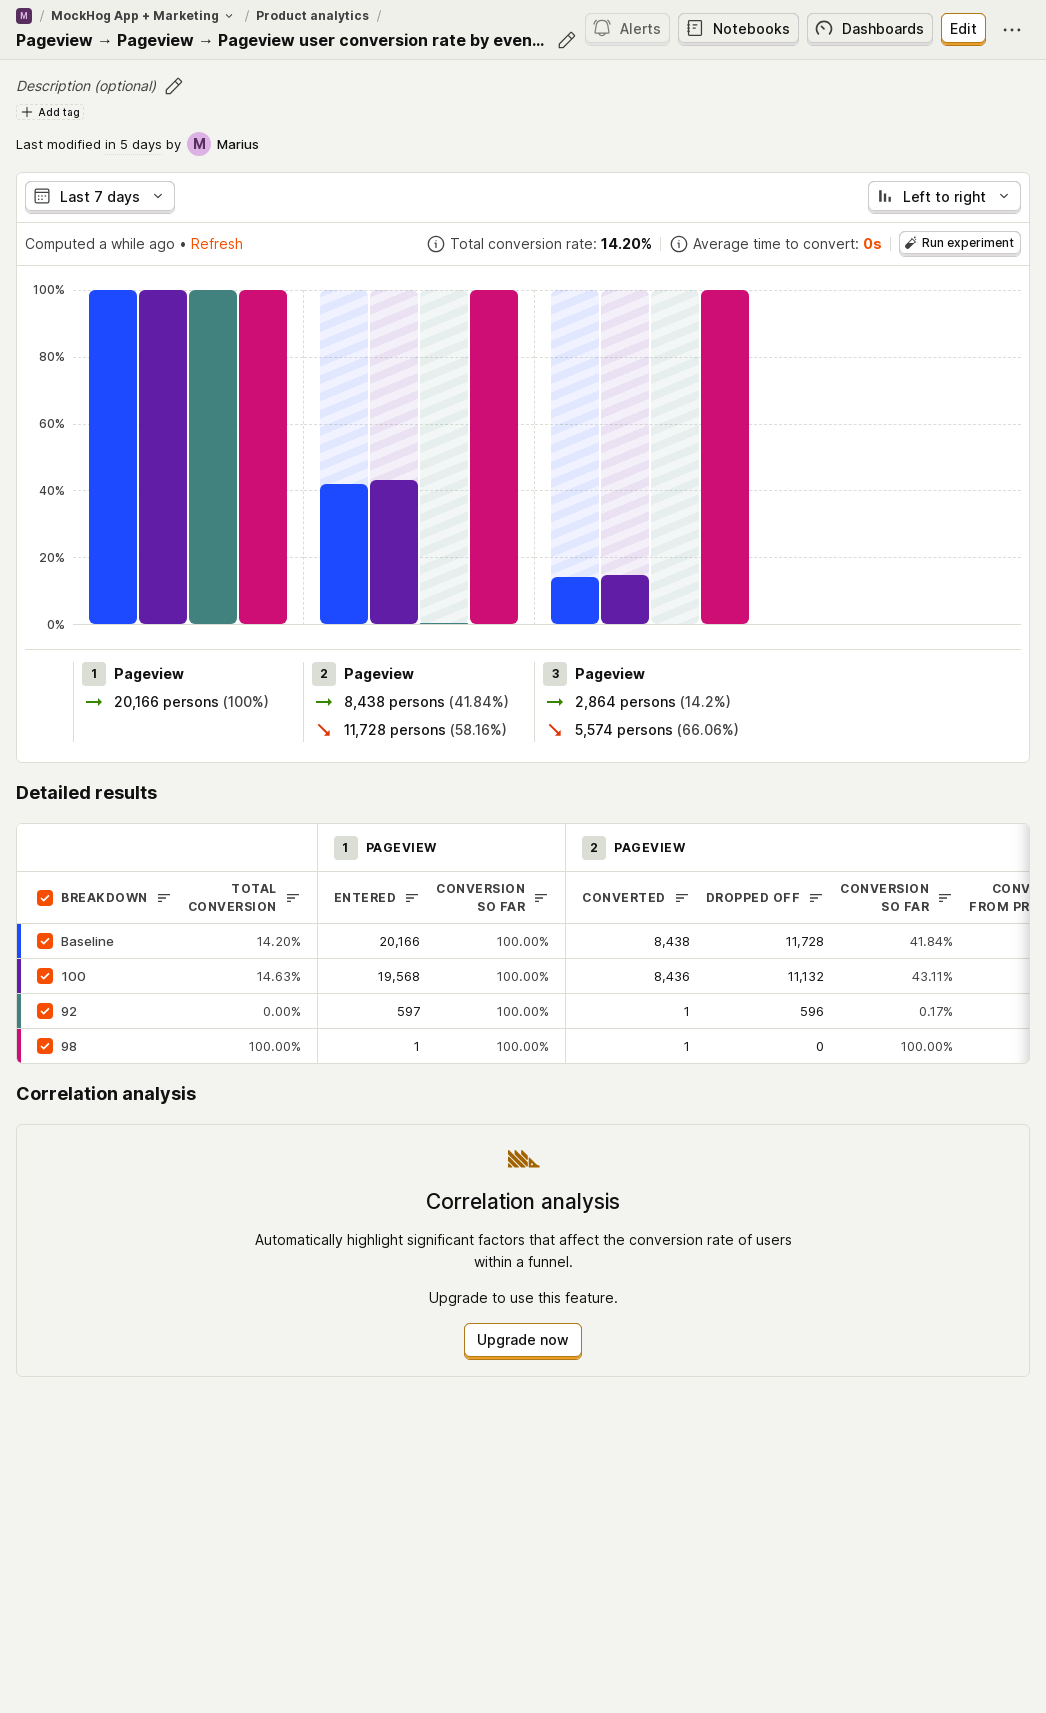 M / MockHog App + Marketing / Product analytics /
Pageview → Pageview → Pageview user conversion rate by even...
Alerts Notebooks Dashboards Edit
Description (optional)
Add tag
Last modified in 5 days by M Marius
Last 7 days Left to right
Computed a while ago • Refresh Total conversion rate: 14.20% Average time to convert: 0s Run experiment
100%
80%
60%
40%
20%
0%
1 Pageview
20,166 persons (100%)
2 Pageview
8,438 persons (41.84%)
11,728 persons (58.16%)
3 Pageview
2,864 persons (14.2%)
5,574 persons (66.06%)
Detailed results
1 PAGEVIEW 2 PAGEVIEW
BREAKDOWN TOTAL CONVERSION ENTERED CONVERSION SO FAR CONVERTED DROPPED OFF CONVERSION SO FAR CONV
FROM PR
Baseline 14.20% 20,166 100.00% 8,438 11,728 41.84%
100 14.63% 19,568 100.00% 8,436 11,132 43.11%
92 0.00% 597 100.00% 1 596 0.17%
98 100.00% 1 100.00% 1 0 100.00%
Correlation analysis
Correlation analysis
Automatically highlight significant factors that affect the conversion rate of users
within a funnel.
Upgrade to use this feature.
Upgrade now